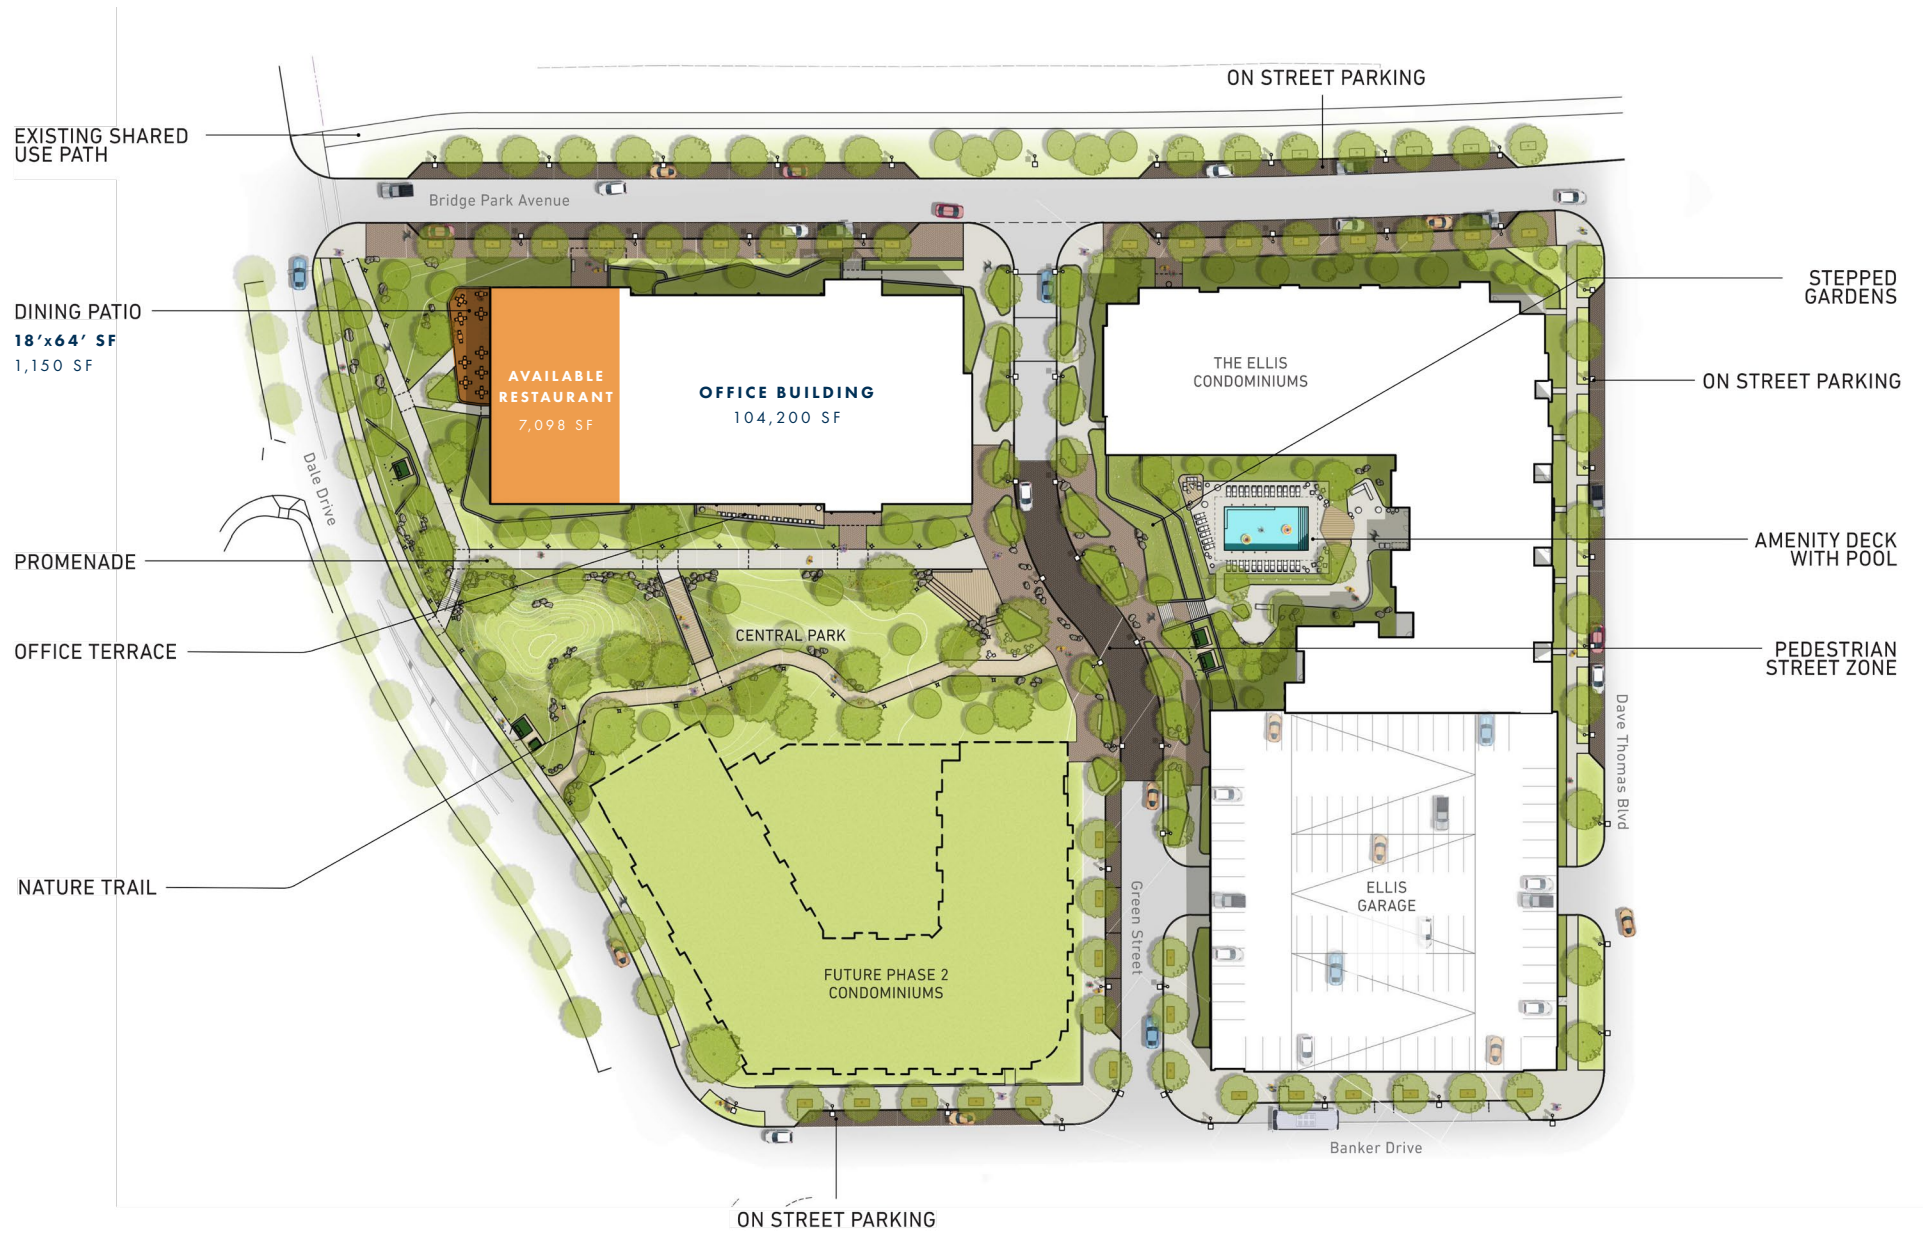 ON STREET PARKING
EXISTING SHARED
USE PATH
Bridge Park Avenue
STEPPED
GARDENS
DINING PATIO
18'x64' SF
1,150 SF
AVAILABLE
RESTAURANT
7,098 SF
OFFICE BUILDING
104,200 SF
THE ELLIS
CONDOMINIUMS
ON STREET PARKING
Dale Drive
PROMENADE
AMENITY DECK
WITH POOL
OFFICE TERRACE
CENTRAL PARK
PEDESTRIAN
STREET ZONE
Dave Thomas Blvd
NATURE TRAIL
ELLIS
GARAGE
Green Street
FUTURE PHASE 2
CONDOMINIUMS
Banker Drive
ON STREET PARKING